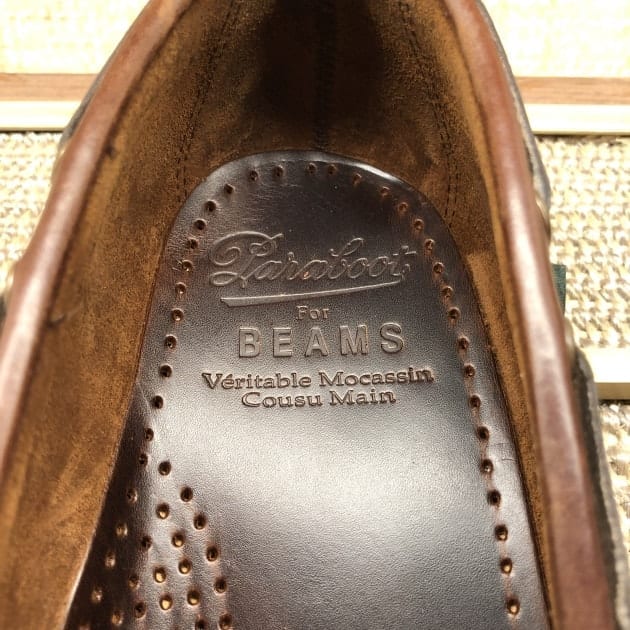 Paraboot
For
BEAMS
Véritable Mocassin
Cousu Main